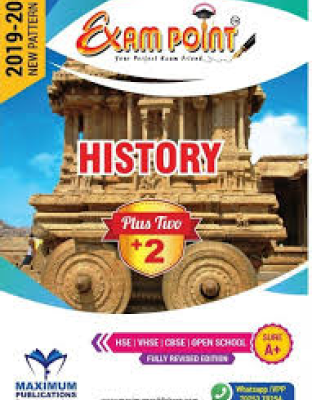 2019-20
NEW PATTERN
EXAM POINT
Your Perfect Exam Friend
HISTORY
Plus Two
+2
HSE | VHSE | CBSE | OPEN SCHOOL
FULLY REVISED EDITION
SURE
A+
MAXIMUM
PUBLICATIONS
Whatsapp/VPP